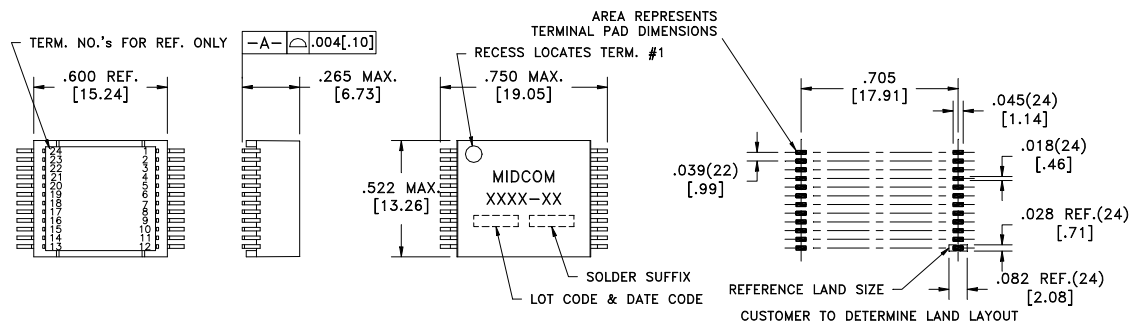 TERM. NO.'s FOR REF. ONLY
-A- ⌓ .004[.10]
RECESS LOCATES TERM. #1
AREA REPRESENTS
TERMINAL PAD DIMENSIONS
.600 REF.
[15.24]
.265 MAX.
[6.73]
.750 MAX.
[19.05]
.705
[17.91]
.045(24)
[1.14]
24 1
23 2
22 3
21 4
20 5
19 6
18 7
17 8
16 9
15 10
14 11
13 12
.522 MAX.
[13.26]
MIDCOM
XXXX-XX
SOLDER SUFFIX
LOT CODE & DATE CODE
.039(22)
[.99]
.018(24)
[.46]
.028 REF.(24)
[.71]
REFERENCE LAND SIZE
.082 REF.(24)
[2.08]
CUSTOMER TO DETERMINE LAND LAYOUT